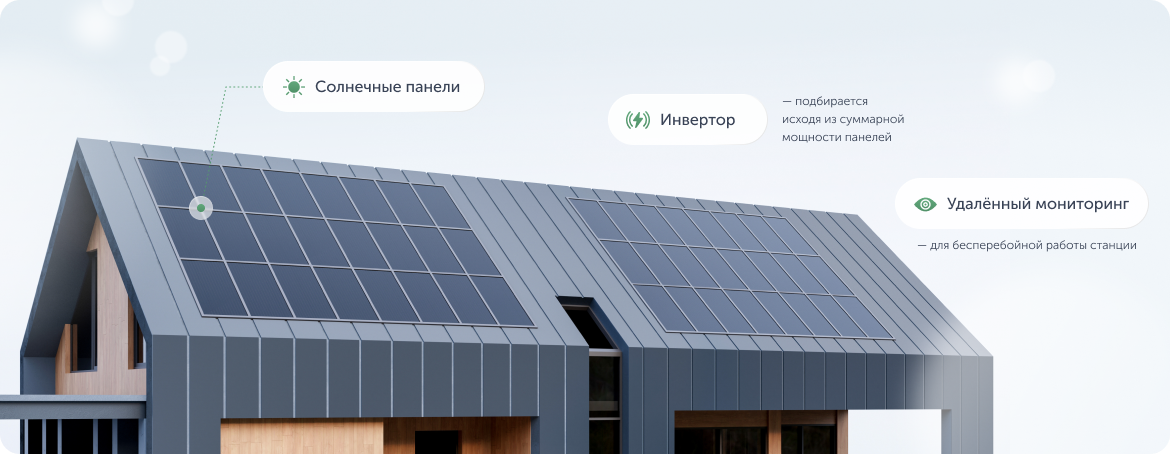 Солнечные панели
Инвертор
— подбирается
исходя из суммарной
мощности панелей
Удалённый мониторинг
— для бесперебойной работы станции